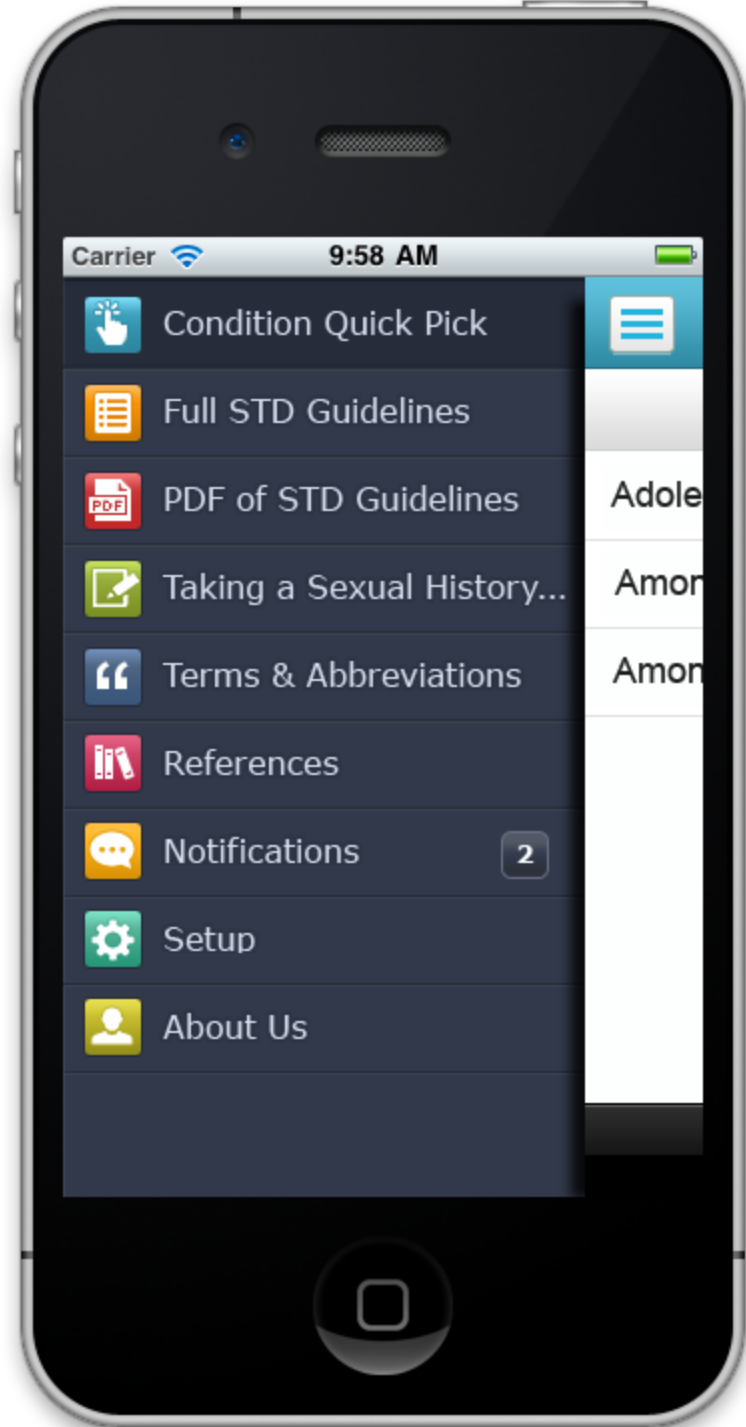 Carrier 9:58 AM
Condition Quick Pick
Full STD Guidelines
PDF
PDF of STD Guidelines
Taking a Sexual History...
Terms & Abbreviations
References
Notifications 2
Setup
About Us
Adole
Amon
Amon